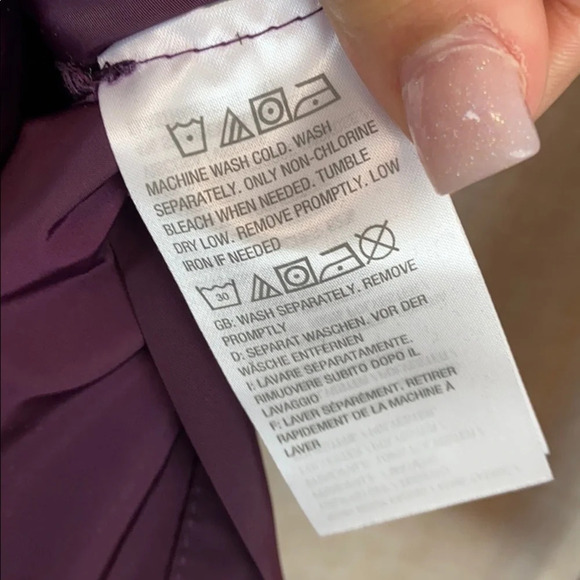 MACHINE WASH COLD. WASH
SEPARATELY. ONLY NON-CHLORINE
BLEACH WHEN NEEDED. TUMBLE
DRY LOW. REMOVE PROMPTLY. LOW
IRON IF NEEDED
30
GB: WASH SEPARATELY. REMOVE
PROMPTLY
D: SEPARAT WASCHEN. VOR DER
WÄSCHE ENTFERNEN
I: LAVARE SEPARATAMENTE.
RIMUOVERE SUBITO DOPO IL
LAVAGGIO
F: LAVER SÉPARÉMENT. RETIRER
RAPIDEMENT DE LA MACHINE À
LAVER